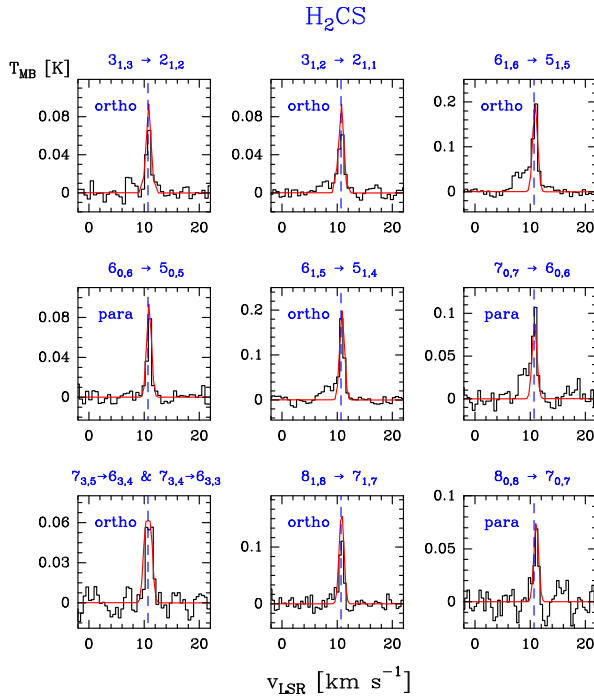 H₂CS
T_MB [K]
3₁,₃ → 2₁,₂
3₁,₂ → 2₁,₁
6₁,₆ → 5₁,₅
ortho
ortho
ortho
0.08
0.04
0
0.08
0.04
0
0.2
0.1
0
0 10 20
0 10 20
0 10 20
6₀,₆ → 5₀,₅
6₁,₅ → 5₁,₄
7₀,₇ → 6₀,₆
para
ortho
para
0.08
0.04
0
0.2
0.1
0
0.1
0.05
0
0 10 20
0 10 20
0 10 20
7₃,₅→6₃,₄ & 7₃,₄→6₃,₃
8₁,₈ → 7₁,₇
8₀,₈ → 7₀,₇
ortho
ortho
para
0.06
0.03
0
0.1
0
0.1
0.05
0
0 10 20
0 10 20
0 10 20
v_LSR [km s⁻¹]